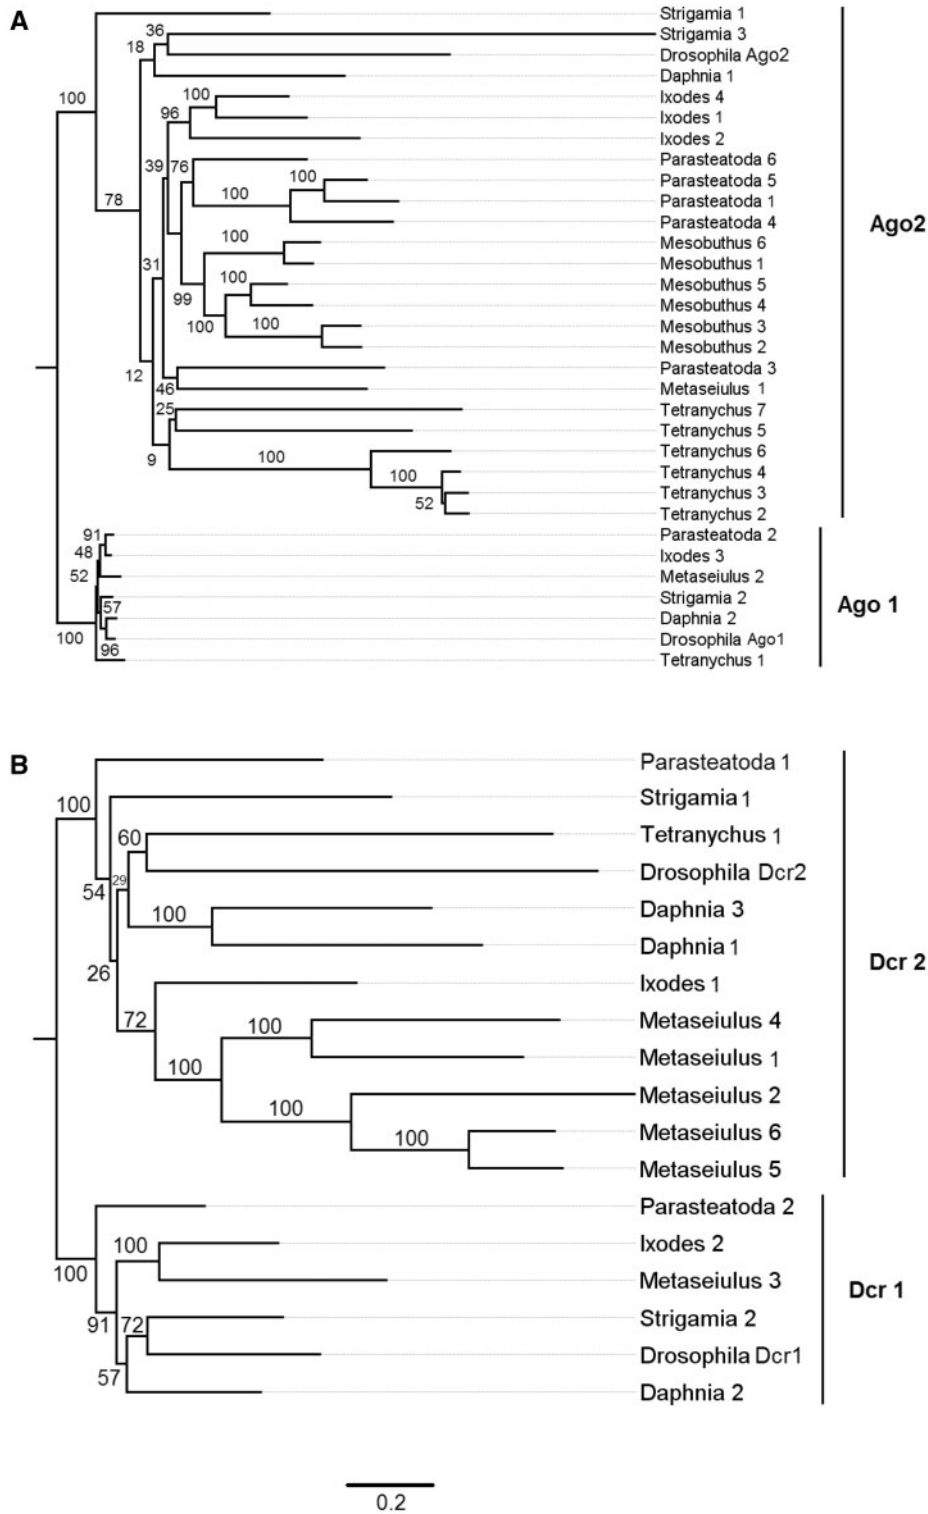 A
Strigamia 1
36
Strigamia 3
18
Drosophila Ago2
Daphnia 1
100
100
Ixodes 4
96
Ixodes 1
Ixodes 2
39
76
Parasteatoda 6
100
Parasteatoda 5
100
Parasteatoda 1
78
Parasteatoda 4
Ago2
100
Mesobuthus 6
31
Mesobuthus 1
100
Mesobuthus 5
99
Mesobuthus 4
100
100
Mesobuthus 3
Mesobuthus 2
12
Parasteatoda 3
46
Metaseiulus 1
25
Tetranychus 7
Tetranychus 5
9
100
Tetranychus 6
100
Tetranychus 4
52
Tetranychus 3
Tetranychus 2
91
Parasteatoda 2
48
Ixodes 3
52
Metaseiulus 2
57
Strigamia 2
Ago 1
Daphnia 2
100
Drosophila Ago1
96
Tetranychus 1
B
Parasteatoda 1
100
Strigamia 1
60
Tetranychus 1
29
54
Drosophila Dcr2
100
Daphnia 3
Daphnia 1
Dcr 2
26
Ixodes 1
72
100
Metaseiulus 4
100
Metaseiulus 1
100
Metaseiulus 2
100
Metaseiulus 6
Metaseiulus 5
Parasteatoda 2
100
Ixodes 2
100
Metaseiulus 3
Dcr 1
91
72
Strigamia 2
57
Drosophila Dcr1
Daphnia 2
0.2